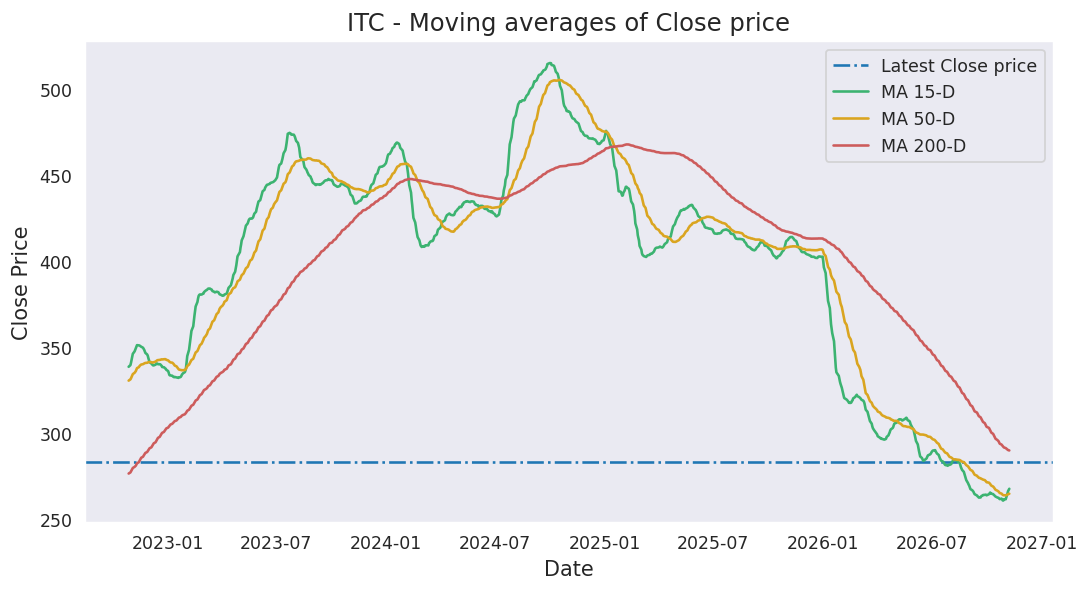 ITC - Moving averages of Close price
Latest Close price
MA 15-D
MA 50-D
MA 200-D
Close Price
500
450
400
350
300
250
2023-01 2023-07 2024-01 2024-07 2025-01 2025-07 2026-01 2026-07 2027-01
Date